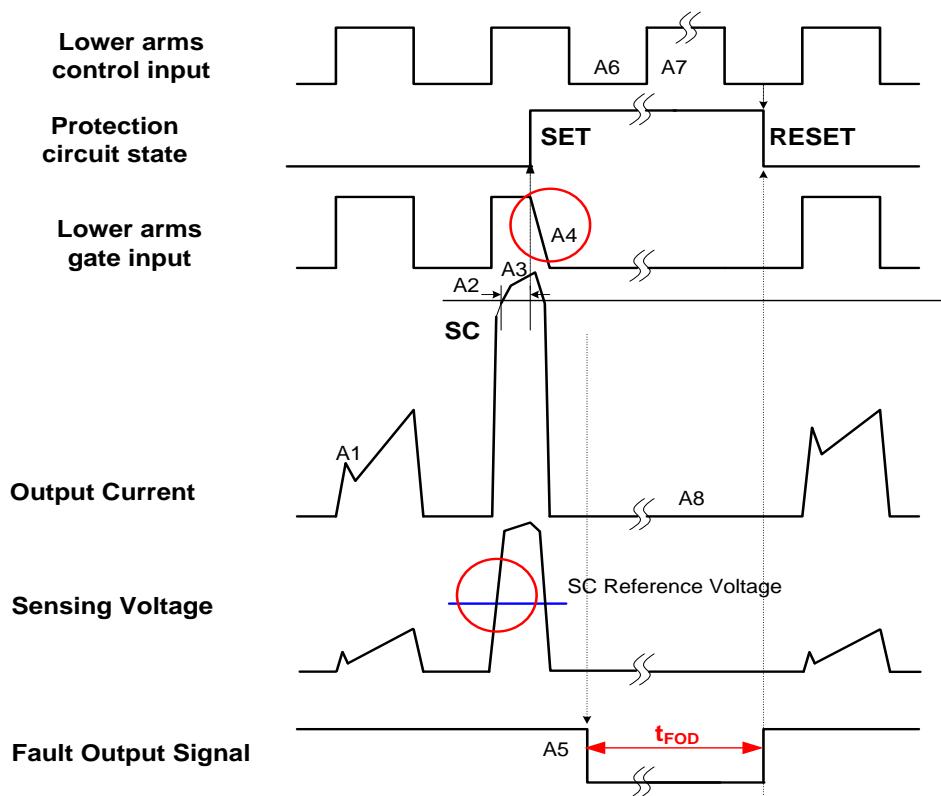 Lower arms
control input
A6
A7
Protection
circuit state
SET
RESET
Lower arms
gate input
A4
A2
A3
SC
A1
Output Current
A8
SC Reference Voltage
Sensing Voltage
Fault Output Signal
A5
tFOD